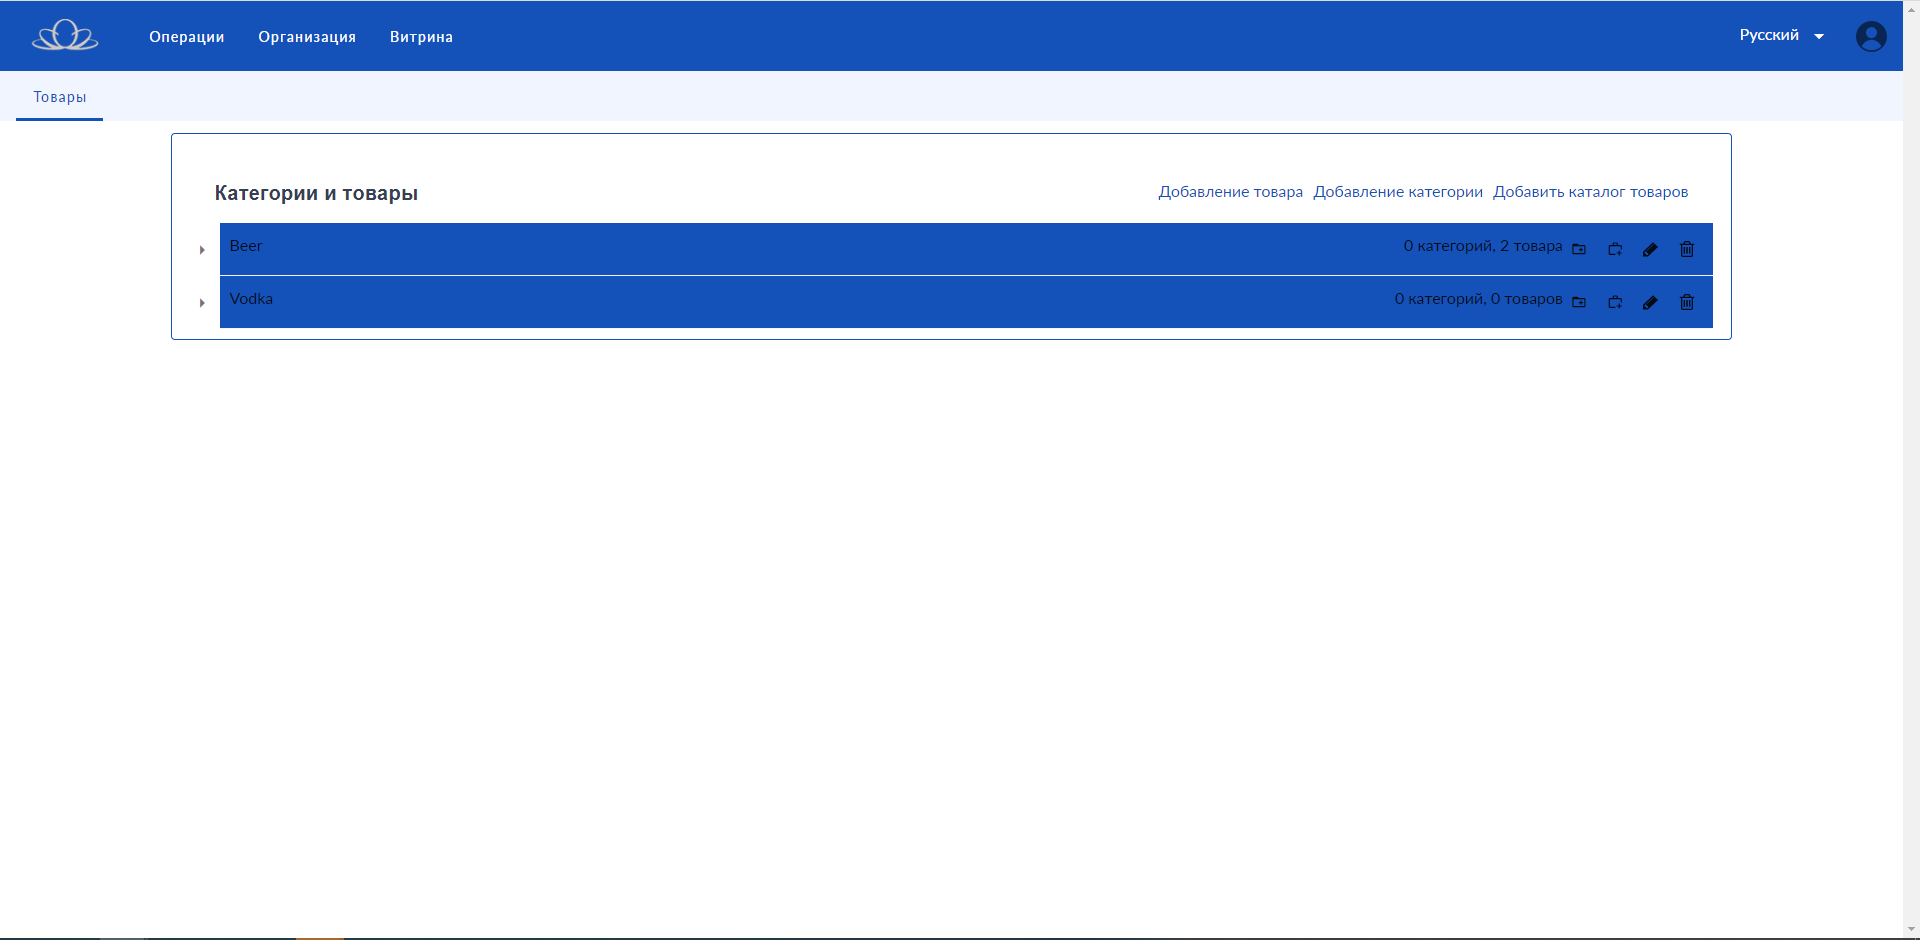 Операции Организация Витрина Русский
Товары
Категории и товары Добавление товара Добавление категории Добавить каталог товаров
Beer 0 категорий, 2 товара
Vodka 0 категорий, 0 товаров